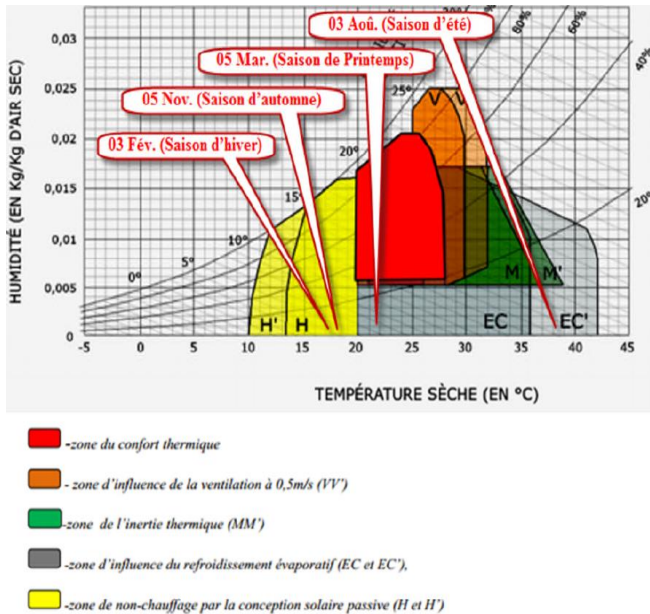 03 Aoû. (Saison d'été)
05 Mar. (Saison de Printemps)
05 Nov. (Saison d'automne)
03 Fév. (Saison d'hiver)
HUMIDITÉ (EN Kg/Kg D'AIR SEC)
0,03
0,025
0,02
0,015
0,01
0,005
0
80%
60%
40%
20%
25°
20°
15°
10°
5°
0°
V
V
M
M'
H'
H
EC
EC'
-5
0
5
10
15
20
25
30
35
40
45
TEMPÉRATURE SÈCHE (EN °C)
-zone du confort thermique
- zone d'influence de la ventilation à 0,5m/s (VV')
-zone de l'inertie thermique (MM')
-zone d'influence du refroidissement évaporatif (EC et EC'),
-zone de non-chauffage par la conception solaire passive (H et H')